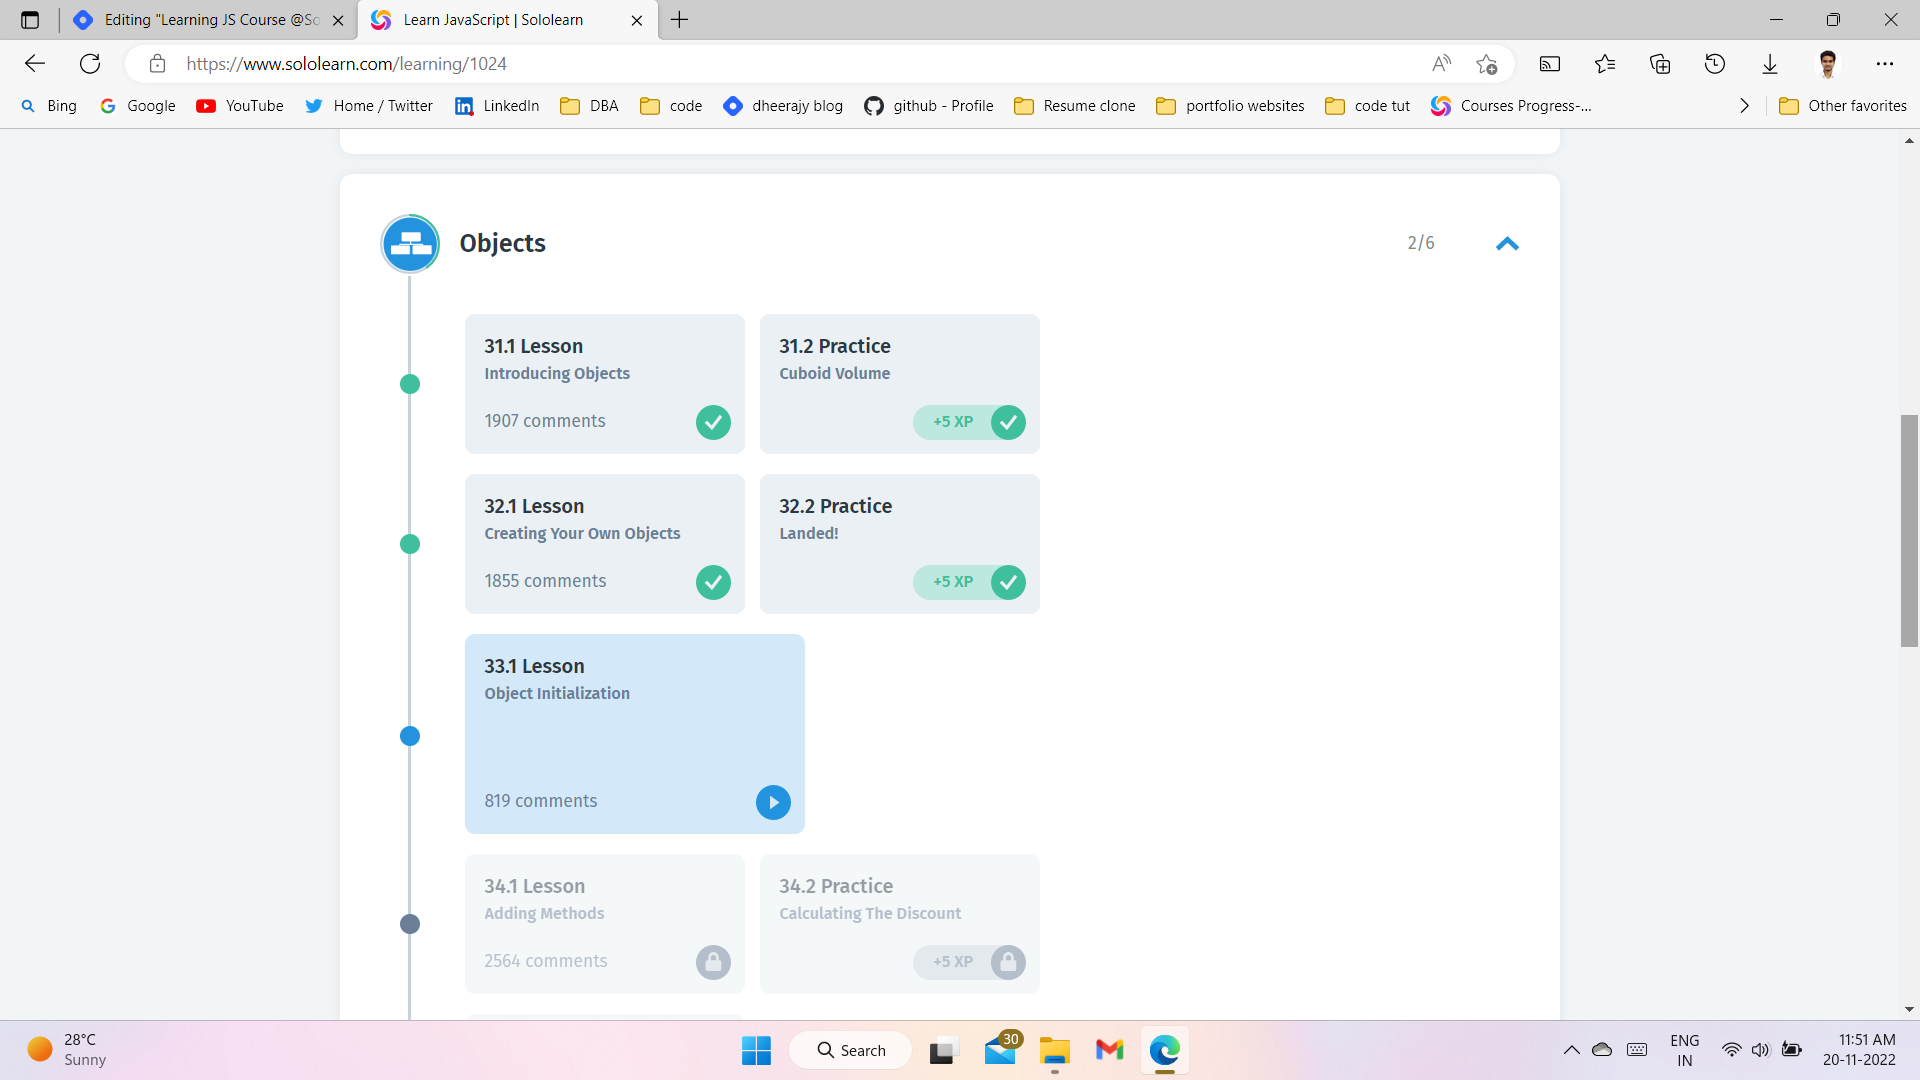 Editing "Learning JS Course @So
Learn JavaScript | Sololearn
https://www.sololearn.com/learning/1024
Bing
Google
YouTube
Home / Twitter
LinkedIn
DBA
code
dheerajy blog
github - Profile
Resume clone
portfolio websites
code tut
Courses Progress-...
Other favorites
Objects
2/6
31.1 Lesson
Introducing Objects
1907 comments
31.2 Practice
Cuboid Volume
+5 XP
32.1 Lesson
Creating Your Own Objects
1855 comments
32.2 Practice
Landed!
+5 XP
33.1 Lesson
Object Initialization
819 comments
34.1 Lesson
Adding Methods
2564 comments
34.2 Practice
Calculating The Discount
+5 XP
28°C
Sunny
Search
30
ENG
IN
11:51 AM
20-11-2022